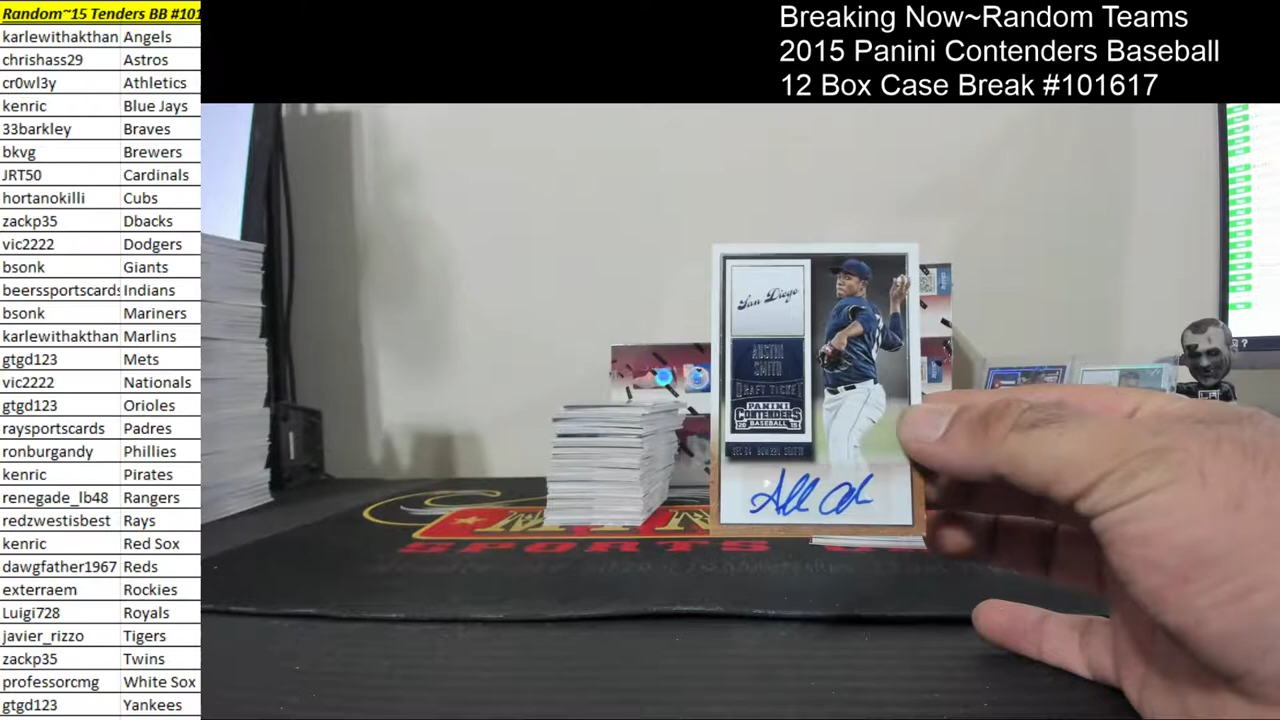 Random~15 Tenders BB #101
karlewithakthan Angels
chrishass29 Astros
cr0wl3y Athletics
kenric Blue Jays
33barkley Braves
bkvg Brewers
JRT50 Cardinals
hortanokilli Cubs
zackp35 Dbacks
vic2222 Dodgers
bsonk Giants
beerssportscards Indians
bsonk Mariners
karlewithakthan Marlins
gtgd123 Mets
vic2222 Nationals
gtgd123 Orioles
raysportscards Padres
ronburgandy Phillies
kenric Pirates
renegade_lb48 Rangers
redzwestisbest Rays
kenric Red Sox
dawgfather1967 Reds
exterraem Rockies
Luigi728 Royals
javier_rizzo Tigers
zackp35 Twins
professorcmg White Sox
gtgd123 Yankees
Breaking Now~Random Teams
2015 Panini Contenders Baseball
12 Box Case Break #101617
San Diego
AUSTIN
SMITH
DRAFT TICKET
PANINI
CONTENDERS
20 BASEBALL 15
SPORTS